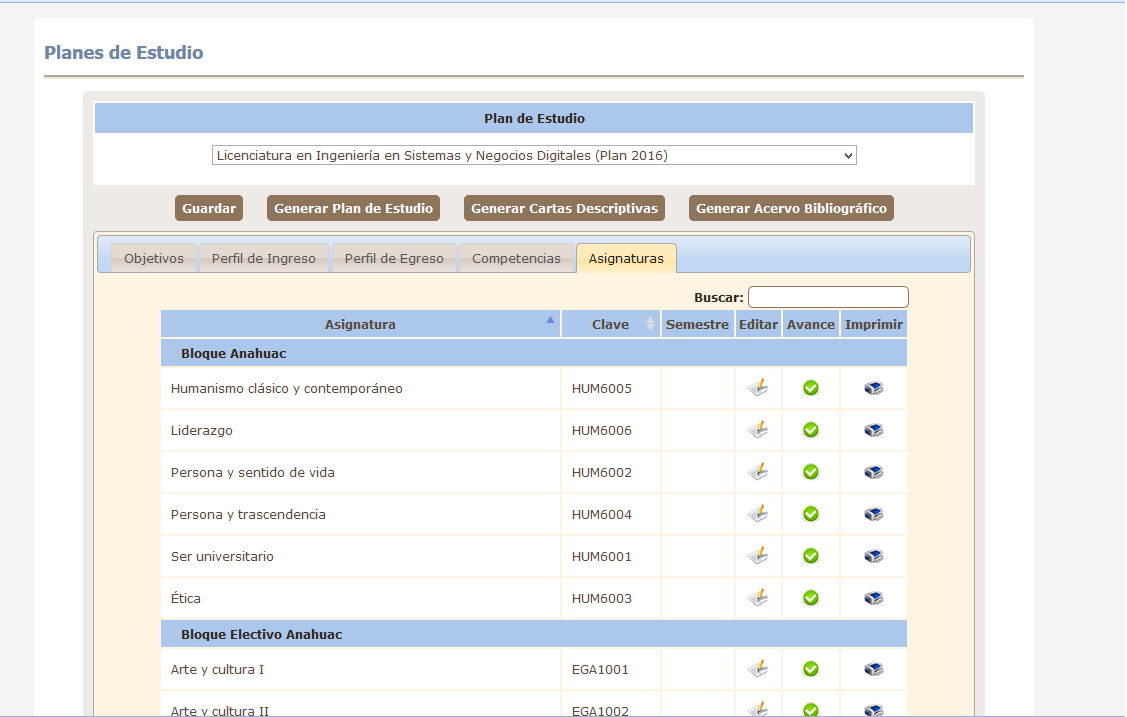 Planes de Estudio
Plan de Estudio
Licenciatura en Ingeniería en Sistemas y Negocios Digitales (Plan 2016)
Guardar Generar Plan de Estudio Generar Cartas Descriptivas Generar Acervo Bibliográfico
Objetivos Perfil de Ingreso Perfil de Egreso Competencias Asignaturas
Buscar:
Asignatura Clave Semestre Editar Avance Imprimir
Bloque Anahuac
Humanismo clásico y contemporáneo HUM6005
Liderazgo HUM6006
Persona y sentido de vida HUM6002
Persona y trascendencia HUM6004
Ser universitario HUM6001
Ética HUM6003
Bloque Electivo Anahuac
Arte y cultura I EGA1001
Arte y cultura II EGA1002